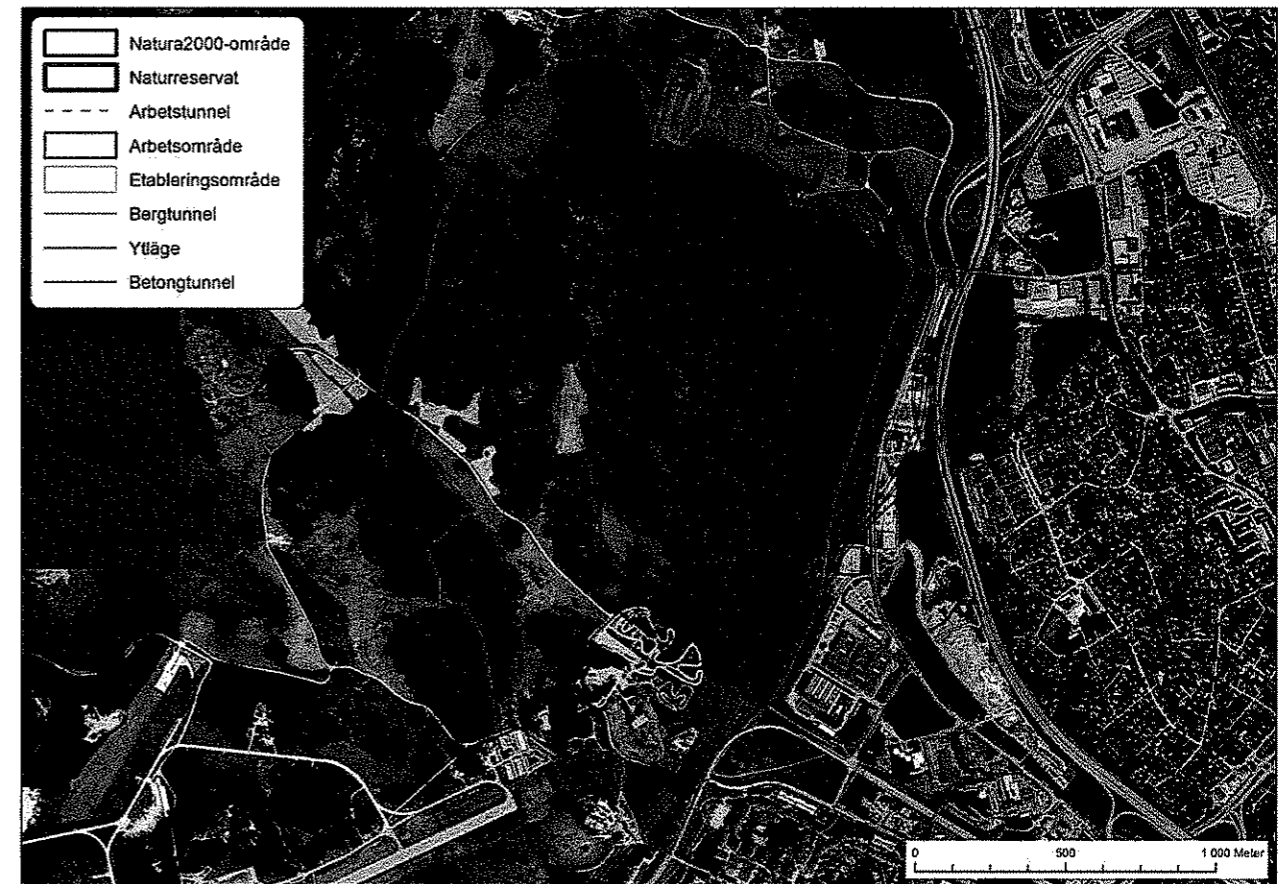 Natura2000-område
Naturreservat
Arbetstunnel
Arbetsområde
Etableringsområde
Bergtunnel
Ytläge
Betongtunnel
0 500 1 000 Meter